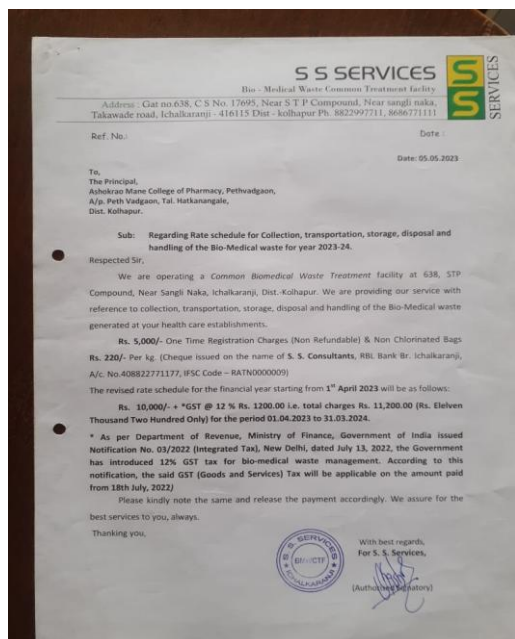 S S SERVICES
Bio - Medical Waste Common Treatment facility
Address : Gat no.638, C S No. 17695, Near S T P Compound, Near sangli naka,
Takawade road, Ichalkaranji - 416115 Dist - kolhapur Ph. 8822997711, 8686771111
S
S
SERVICES
Ref. No.:
Date :
Date: 05.05.2023
To,
The Principal,
Ashokrao Mane College of Pharmacy, Pethvadgaon,
A/p. Peth Vadgaon, Tal. Hatkanangale,
Dist. Kolhapur.
Sub: Regarding Rate schedule for Collection, transportation, storage, disposal and
handling of the Bio-Medical waste for year 2023-24.
Respected Sir,
We are operating a Common Biomedical Waste Treatment facility at 638, STP
Compound, Near Sangli Naka, Ichalkaranji, Dist.-Kolhapur. We are providing our service with
reference to collection, transportation, storage, disposal and handling of the Bio-Medical waste
generated at your health care establishments.
Rs. 5,000/- One Time Registration Charges (Non Refundable) & Non Chlorinated Bags
Rs. 220/- Per kg. (Cheque issued on the name of S. S. Consultants, RBL Bank Br. Ichalkaranji,
A/c. No.408822771177, IFSC Code – RATN0000009)
The revised rate schedule for the financial year starting from 1st April 2023 will be as follows:
Rs. 10,000/- + *GST @ 12 % Rs. 1200.00 i.e. total charges Rs. 11,200.00 (Rs. Elelven
Thousand Two Hundred Only) for the period 01.04.2023 to 31.03.2024.
* As per Department of Revenue, Ministry of Finance, Government of India issued
Notification No. 03/2022 (Integrated Tax), New Delhi, dated July 13, 2022, the Government
has introduced 12% GST tax for bio-medical waste management. According to this
notification, the said GST (Goods and Services) Tax will be applicable on the amount paid
from 18th July, 2022)
Please kindly note the same and release the payment accordingly. We assure for the
best services to you, always.
Thanking you,
With best regards,
For S. S. Services,
S. S. SERVICES
BMWCTF
ICHALKARANJI
(Authorised Signatory)